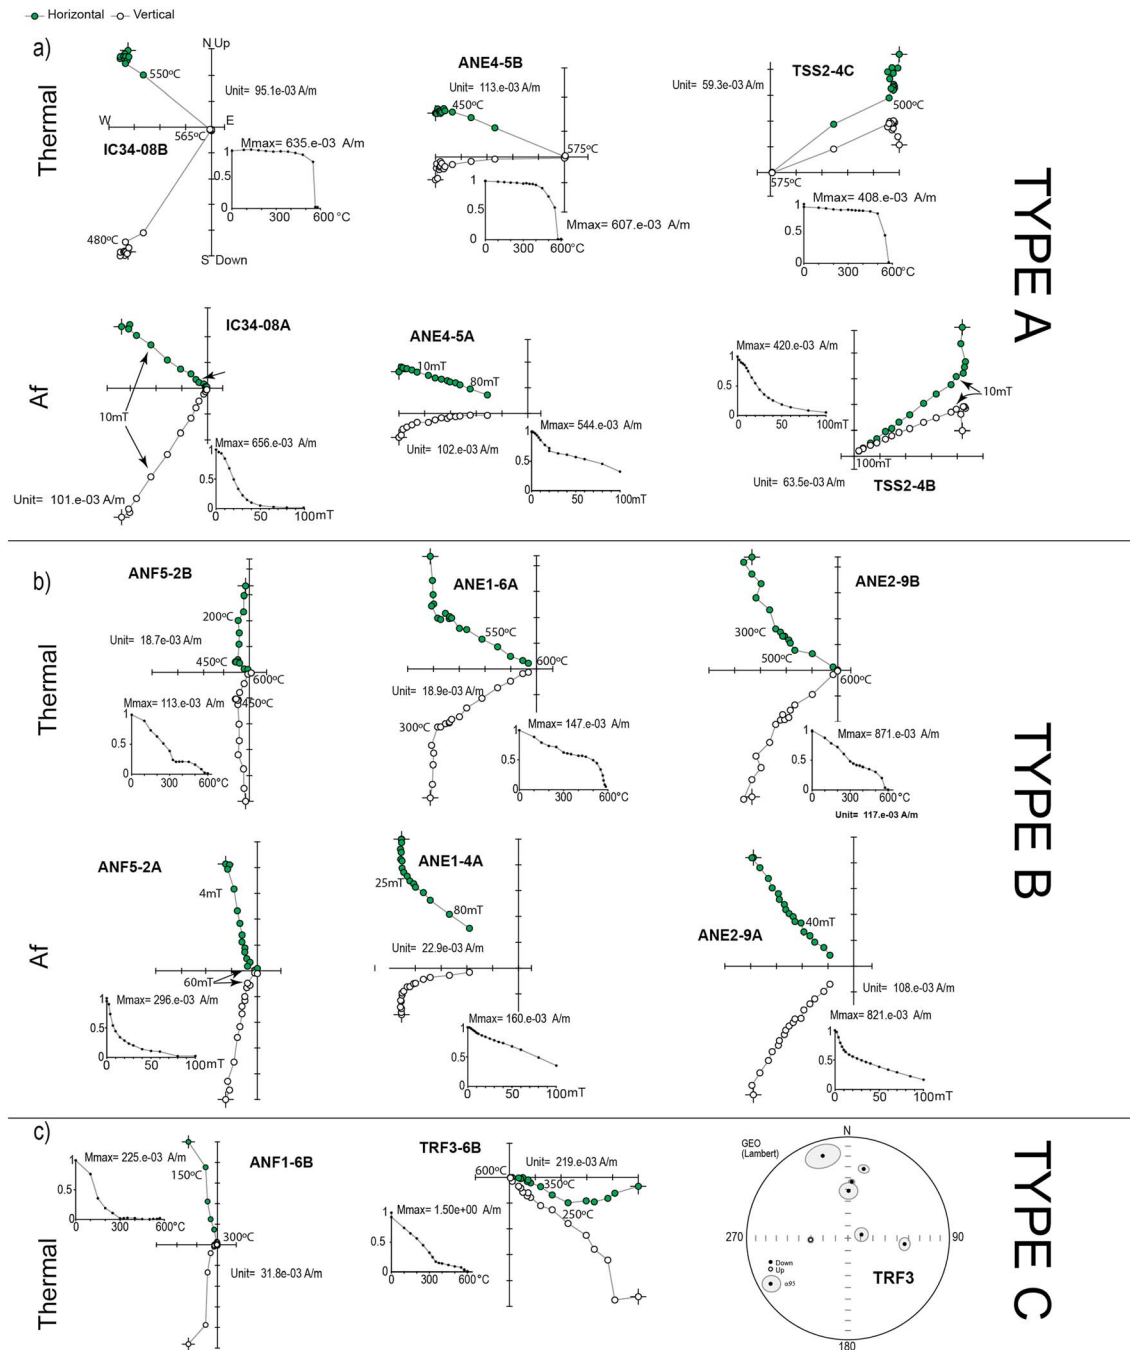 Horizontal Vertical
a)
Thermal
TYPE A
N Up
550ºC
Unit= 95.1e-03 A/m
W
E
565ºC
IC34-08B
Mmax= 635.e-03 A/m
1
0.5
0
0 300 600 °C
480ºC
S Down
ANE4-5B
Unit= 113.e-03 A/m
450ºC
575ºC
1
0.5
0
Mmax= 607.e-03 A/m
0 300 600ºC
TSS2-4C
Unit= 59.3e-03 A/m
500ºC
575ºC
Mmax= 408.e-03 A/m
1
0.5
0
0 300 600°C
Af
IC34-08A
10mT
Mmax= 656.e-03 A/m
1
0.5
0
0 50 100mT
Unit= 101.e-03 A/m
ANE4-5A
10mT
80mT
Unit= 102.e-03 A/m
Mmax= 544.e-03 A/m
1
0.5
0
0 50 100mT
Mmax= 420.e-03 A/m
1
0.5
0
0 50 100mT
10mT
100mT
Unit= 63.5e-03 A/m
TSS2-4B
b)
Thermal
TYPE B
ANF5-2B
200ºC
Unit= 18.7e-03 A/m
450ºC
600ºC
450ºC
Mmax= 113.e-03 A/m
1
0.5
0
0 300 600°C
ANE1-6A
550ºC
600ºC
Unit= 18.9e-03 A/m
300ºC
Mmax= 147.e-03 A/m
1
0.5
0
0 300 600°C
ANE2-9B
300ºC
500ºC
600ºC
Mmax= 871.e-03 A/m
1
0.5
0
0 300 600°C
Unit= 117.e-03 A/m
Af
ANF5-2A
4mT
60mT
Mmax= 296.e-03 A/m
1
0.5
0
0 50 100mT
ANE1-4A
25mT
80mT
Unit= 22.9e-03 A/m
Mmax= 160.e-03 A/m
1
0.5
0
0 50 100mT
40mT
ANE2-9A
Unit= 108.e-03 A/m
Mmax= 821.e-03 A/m
1
0.5
0
0 50 100mT
c)
Thermal
TYPE C
Mmax= 225.e-03 A/m
1
0.5
0
0 300 600°C
ANF1-6B
150ºC
300ºC
Unit= 31.8e-03 A/m
TRF3-6B
600ºC
Unit= 219.e-03 A/m
350ºC
250ºC
Mmax= 1.50e+00 A/m
1
0.5
0
0 300 600°C
N
GEO
(Lambert)
270
90
Down
Up
α95
TRF3
180